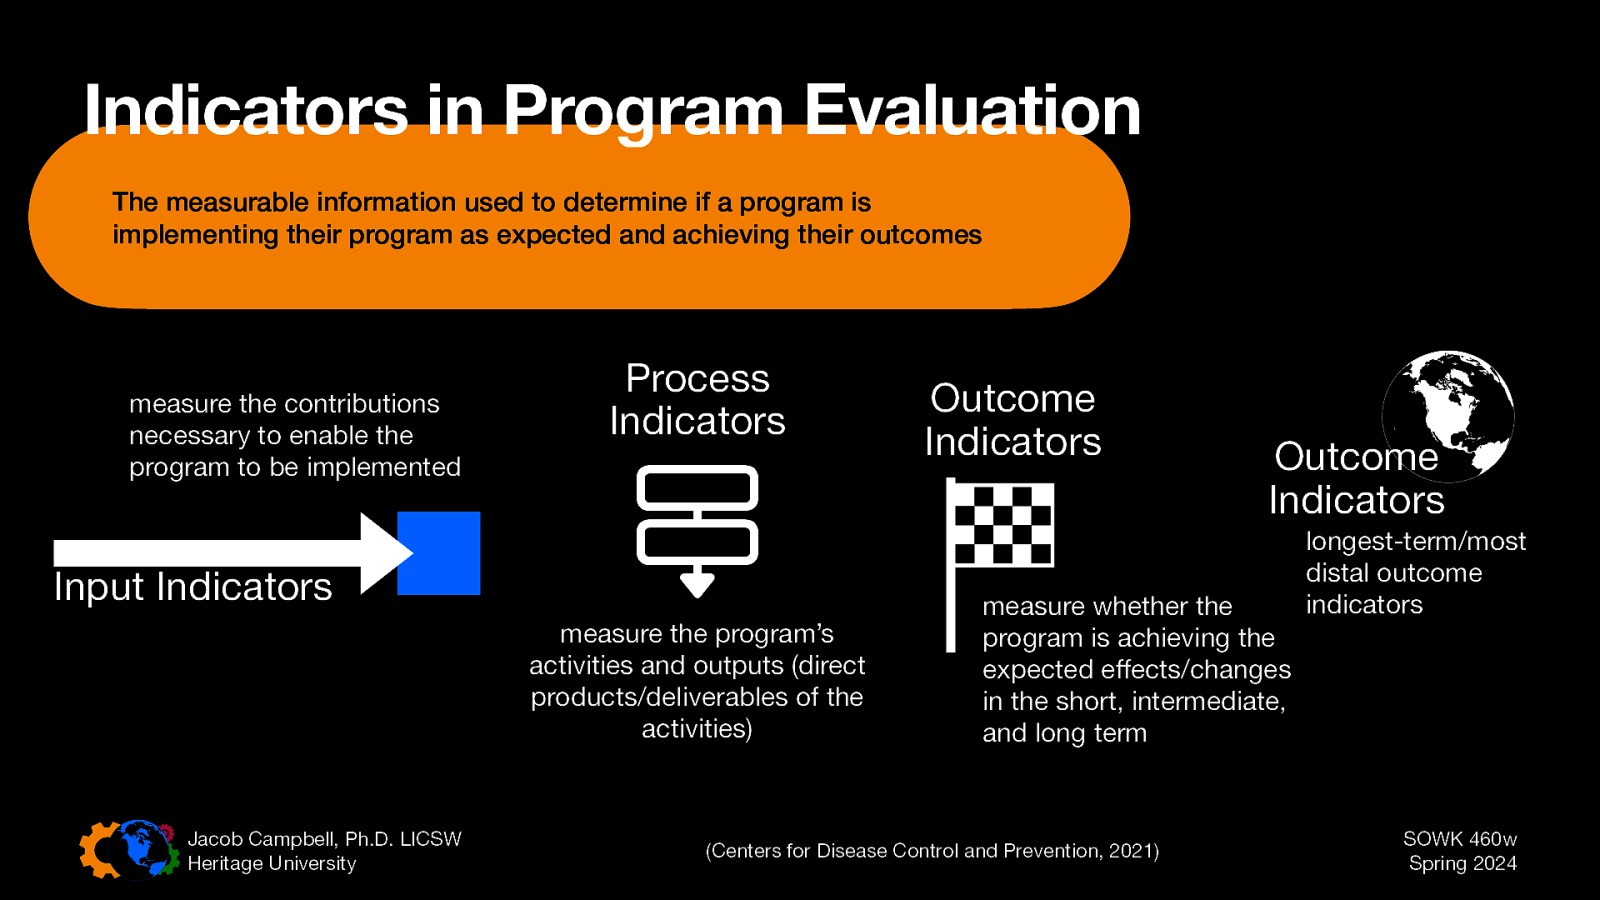 Indicators in Program Evaluation
The measurable information used to determine if a program is
implementing their program as expected and achieving their outcomes
measure the contributions
necessary to enable the
program to be implemented
Input Indicators
Process
Indicators
measure the program’s
activities and outputs (direct
products/deliverables of the
activities)
Outcome
Indicators
measure whether the
program is achieving the
expected effects/changes
in the short, intermediate,
and long term
Outcome
Indicators
longest-term/most
distal outcome
indicators
Jacob Campbell, Ph.D. LICSW
Heritage University
(Centers for Disease Control and Prevention, 2021)
SOWK 460w
Spring 2024